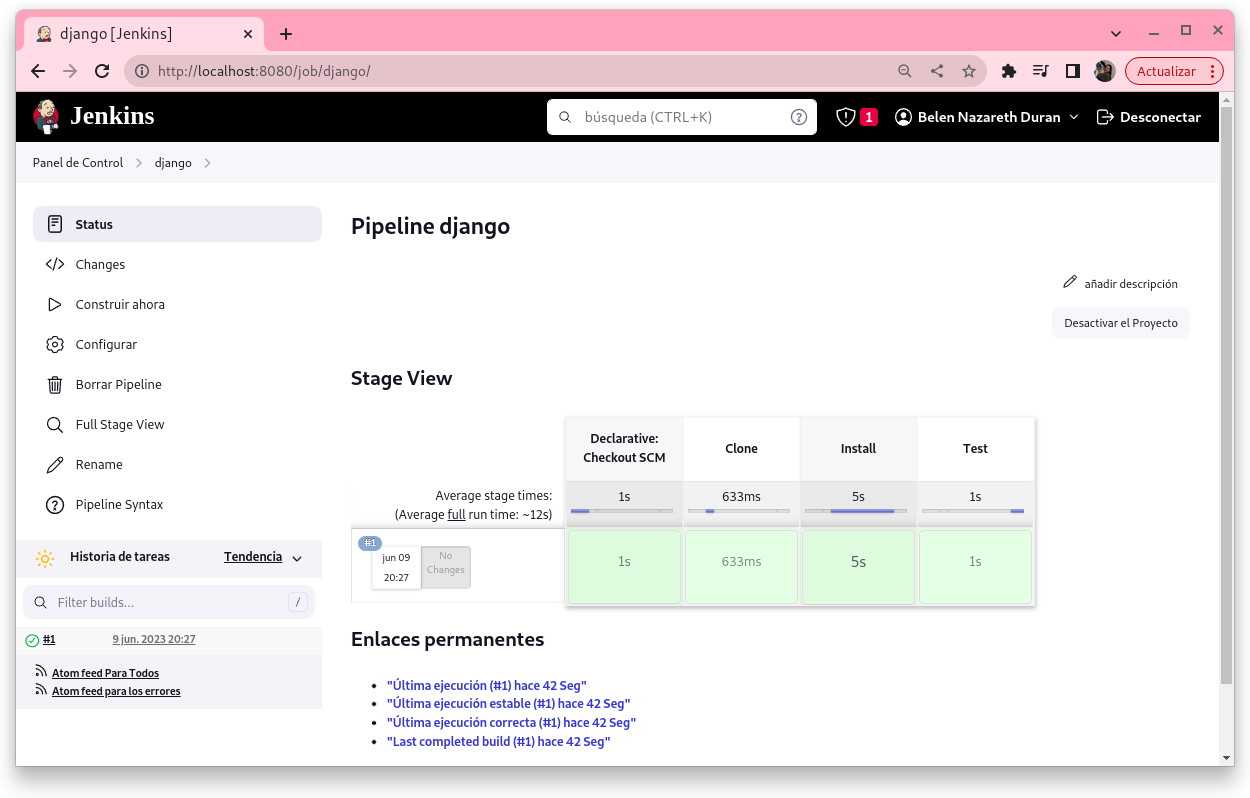 django [Jenkins]
http://localhost:8080/job/django/
Actualizar
Jenkins
búsqueda (CTRL+K)
?
1
Belen Nazareth Duran
Desconectar
Panel de Control
django
Status
Changes
Construir ahora
Configurar
Borrar Pipeline
Full Stage View
Rename
Pipeline Syntax
Historia de tareas
Tendencia
Filter builds...
/
#1
9 jun. 2023 20:27
Atom feed Para Todos
Atom feed para los errores
Pipeline django
añadir descripción
Desactivar el Proyecto
Stage View
Declarative:
Checkout SCM
Clone
Install
Test
Average stage times:
(Average full run time: ~12s)
1s
633ms
5s
1s
#1
jun 09
20:27
No
Changes
1s
633ms
5s
1s
Enlaces permanentes
"Última ejecución (#1) hace 42 Seg"
"Última ejecución estable (#1) hace 42 Seg"
"Última ejecución correcta (#1) hace 42 Seg"
"Last completed build (#1) hace 42 Seg"